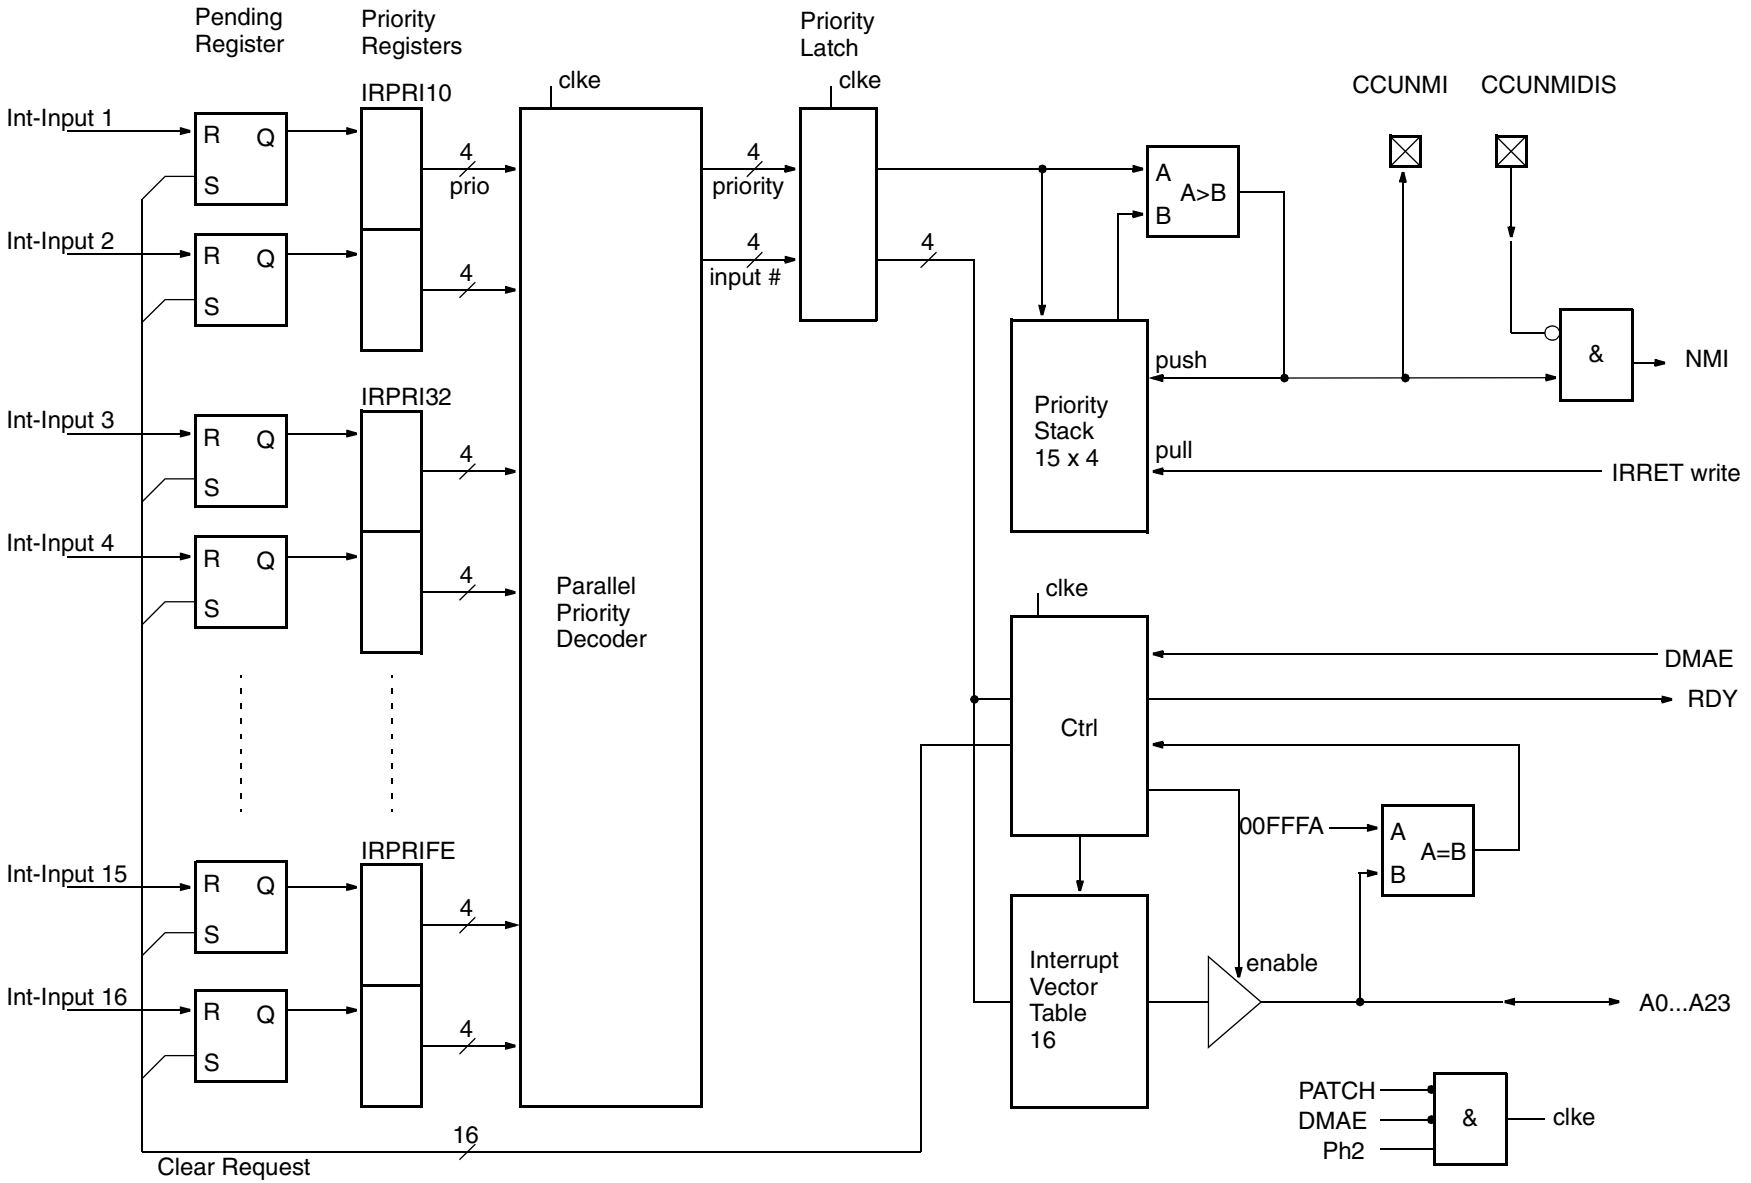 Pending
Register
Priority
Registers
Priority
Latch
IRPRI10
clke
clke
CCUNMI
CCUNMIDIS
Int-Input 1
R
Q
S
4
prio
4
priority
A
A>B
B
Int-Input 2
R
Q
S
4
4
input #
4
push
&
NMI
Priority
Stack
15 x 4
pull
IRRET write
IRPRI32
Int-Input 3
R
Q
S
4
Int-Input 4
R
Q
S
4
Parallel
Priority
Decoder
clke
DMAE
RDY
Ctrl
00FFFA
A
A=B
B
IRPRIFE
Int-Input 15
R
Q
S
4
Int-Input 16
R
Q
S
4
Interrupt
Vector
Table
16
enable
A0...A23
PATCH
DMAE
Ph2
&
clke
16
Clear Request